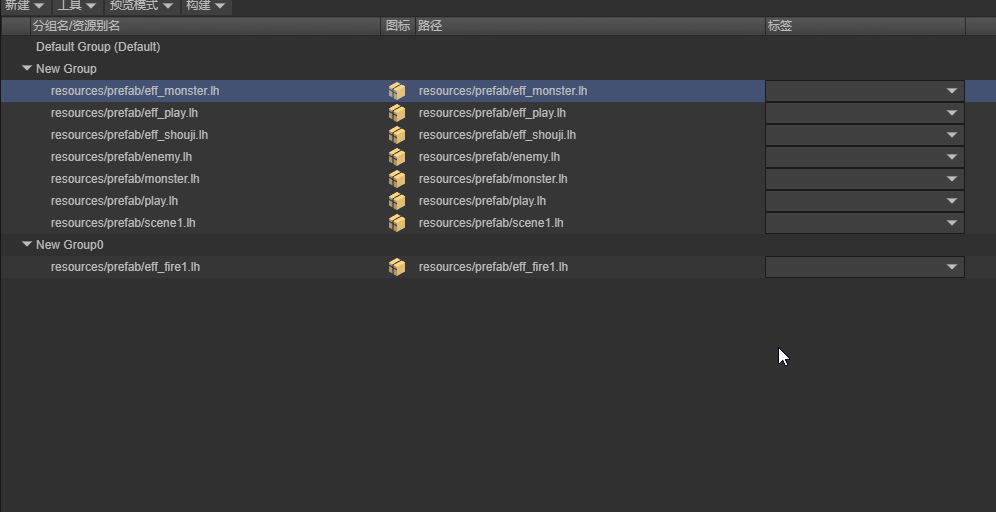 新建 工具 预览模式 构建
分组名/资源别名 图标 路径 标签
Default Group (Default)
New Group
resources/prefab/eff_monster.lh resources/prefab/eff_monster.lh
resources/prefab/eff_play.lh resources/prefab/eff_play.lh
resources/prefab/eff_shouji.lh resources/prefab/eff_shouji.lh
resources/prefab/enemy.lh resources/prefab/enemy.lh
resources/prefab/monster.lh resources/prefab/monster.lh
resources/prefab/play.lh resources/prefab/play.lh
resources/prefab/scene1.lh resources/prefab/scene1.lh
New Group0
resources/prefab/eff_fire1.lh resources/prefab/eff_fire1.lh